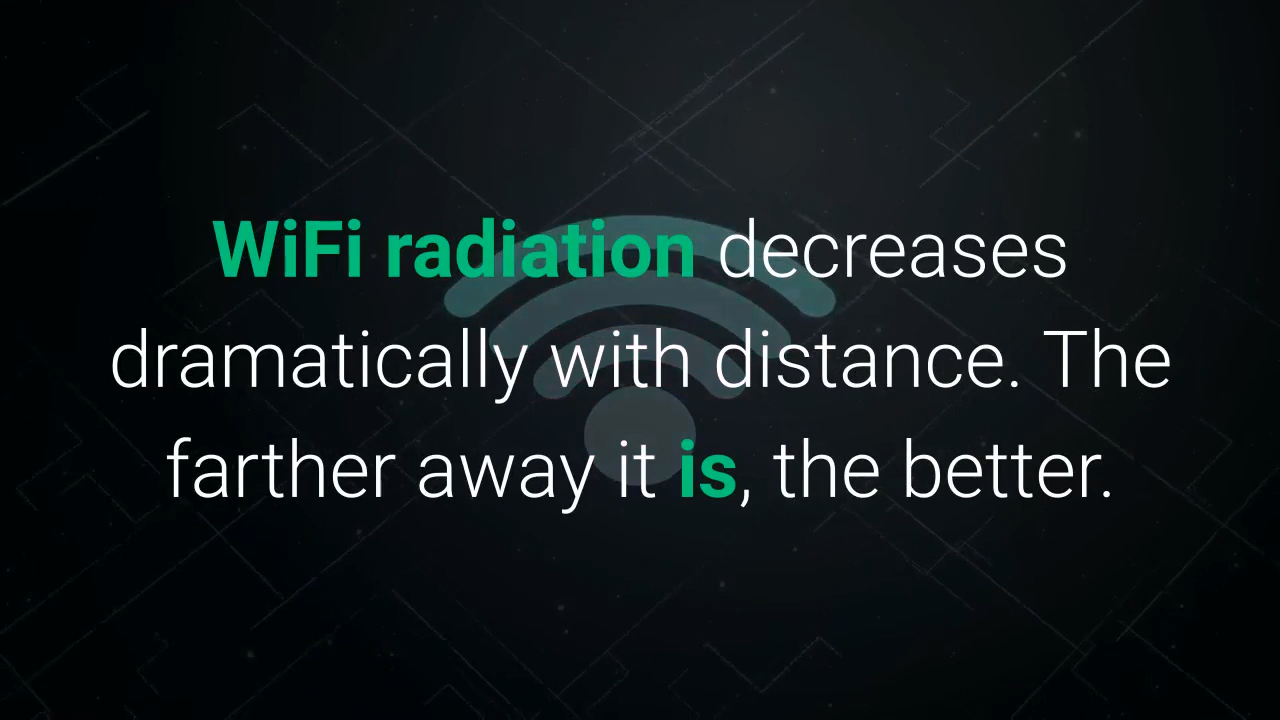 WiFi radiation decreases
dramatically with distance. The
farther away it is, the better.